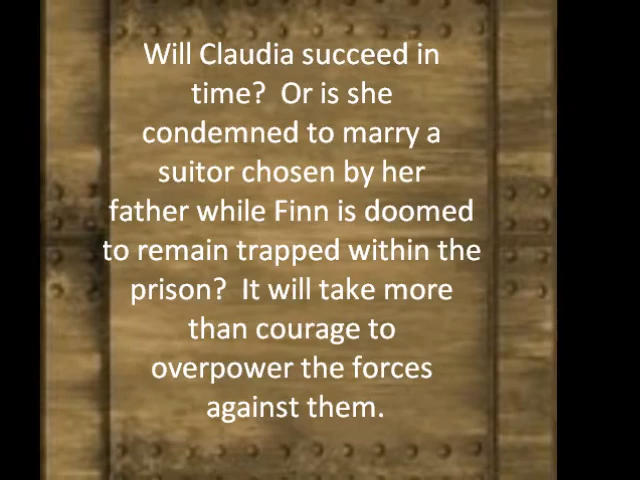 Will Claudia succeed in
time?  Or is she
condemned to marry a
suitor chosen by her
father while Finn is doomed
to remain trapped within the
prison?  It will take more
than courage to
overpower the forces
against them.